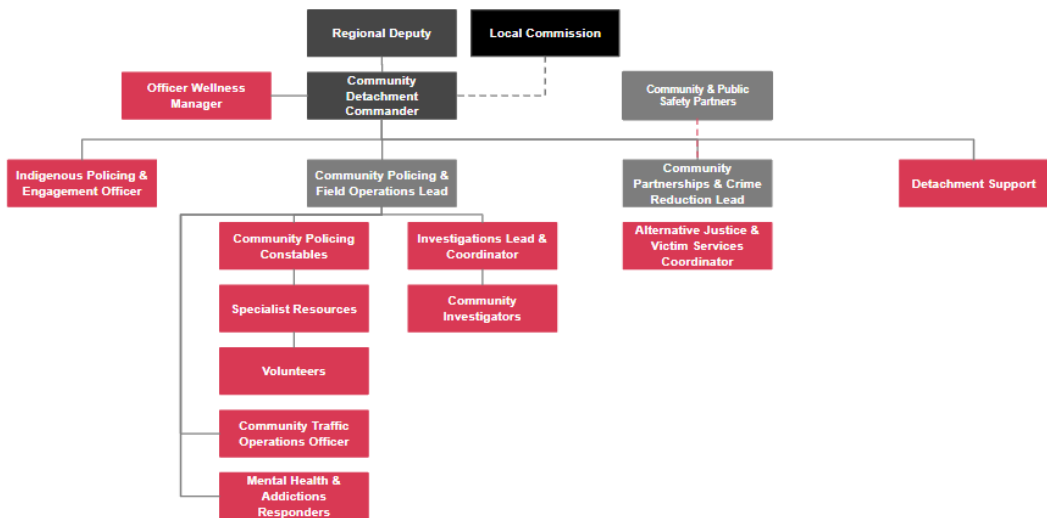 Regional Deputy
Local Commission
Officer Wellness
Manager
Community
Detachment
Commander
Community & Public
Safety Partners
Indigenous Policing &
Engagement Officer
Community Policing &
Field Operations Lead
Community
Partnerships & Crime
Reduction Lead
Detachment Support
Community Policing
Constables
Investigations Lead &
Coordinator
Alternative Justice &
Victim Services
Coordinator
Specialist Resources
Community
Investigators
Volunteers
Community Traffic
Operations Officer
Mental Health &
Addictions
Responders